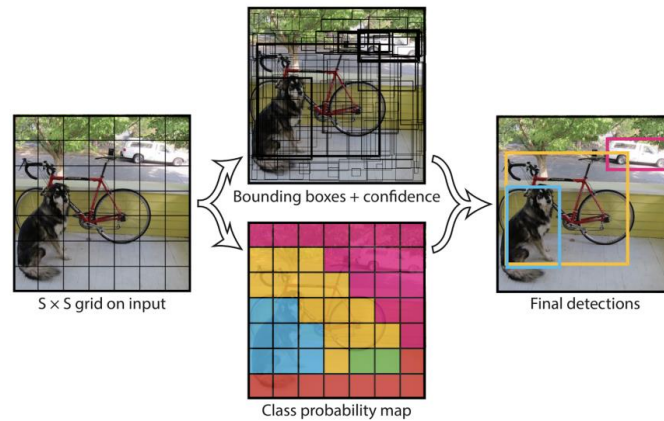 Bounding boxes + confidence
S × S grid on input
Final detections
Class probability map